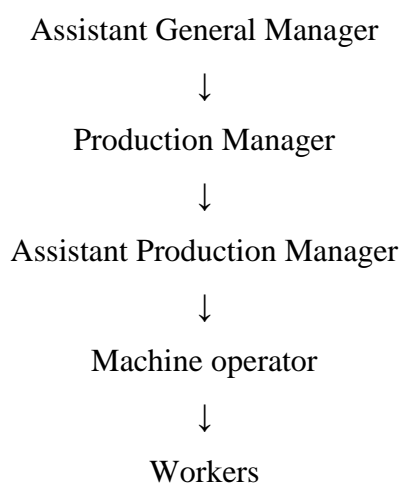 Assistant General Manager
↓
Production Manager
↓
Assistant Production Manager
↓
Machine operator
↓
Workers